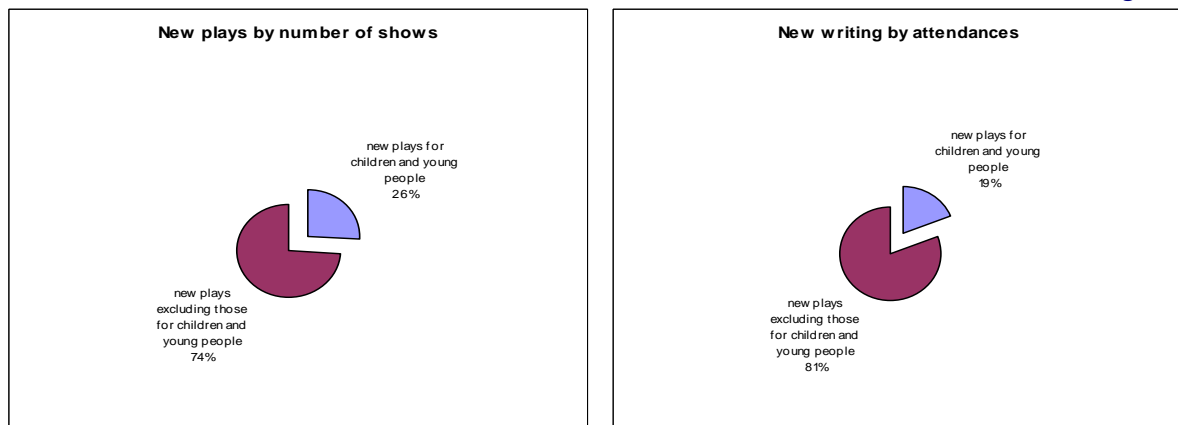 New plays by number of shows
new plays for
children and young
people
26%
new plays
excluding those
for children and
young people
74%
New writing by attendances
new plays for
children and young
people
19%
new plays
excluding those
for children and
young people
81%